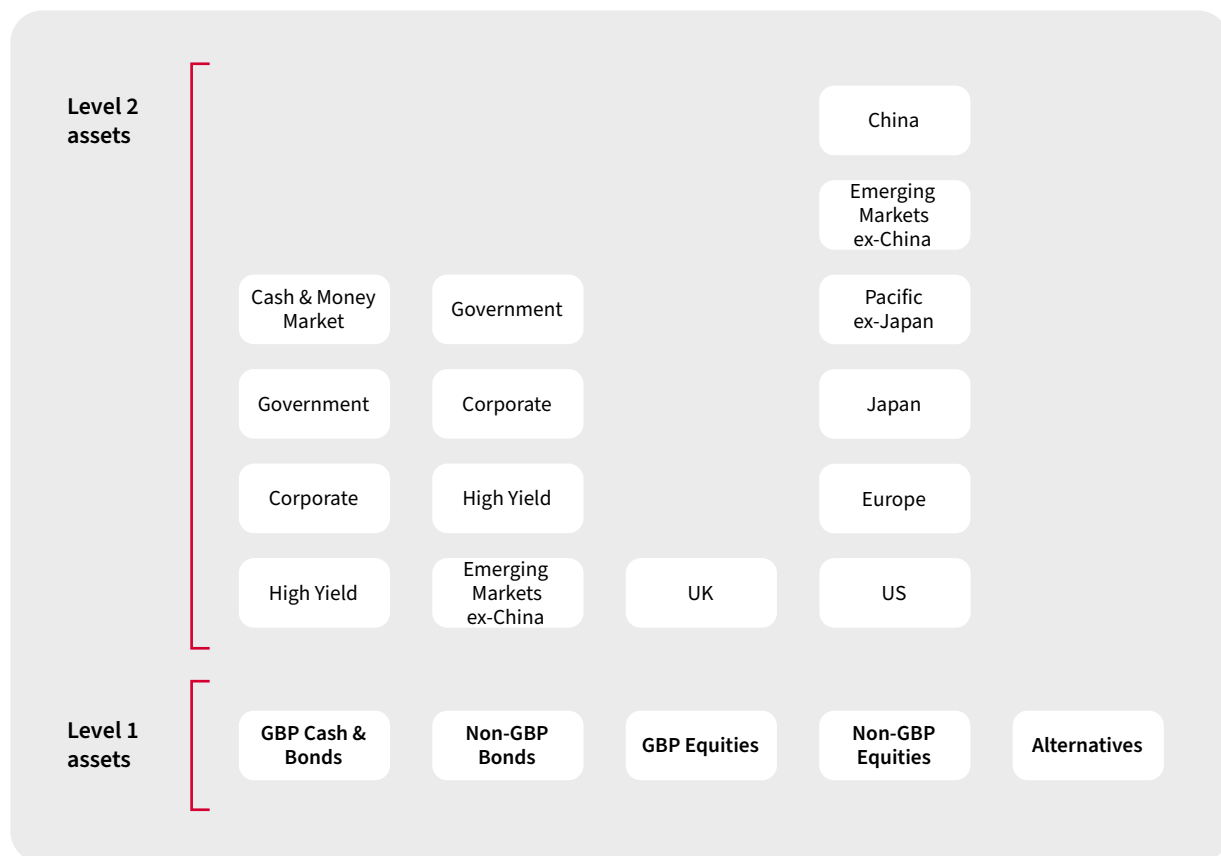 Level 2
assets
China
Emerging
Markets
ex-China
Cash & Money
Market
Government
Pacific
ex-Japan
Government
Corporate
Japan
Corporate
High Yield
Europe
High Yield
Emerging
Markets
ex-China
UK
US
Level 1
assets
GBP Cash &
Bonds
Non-GBP
Bonds
GBP Equities
Non-GBP
Equities
Alternatives